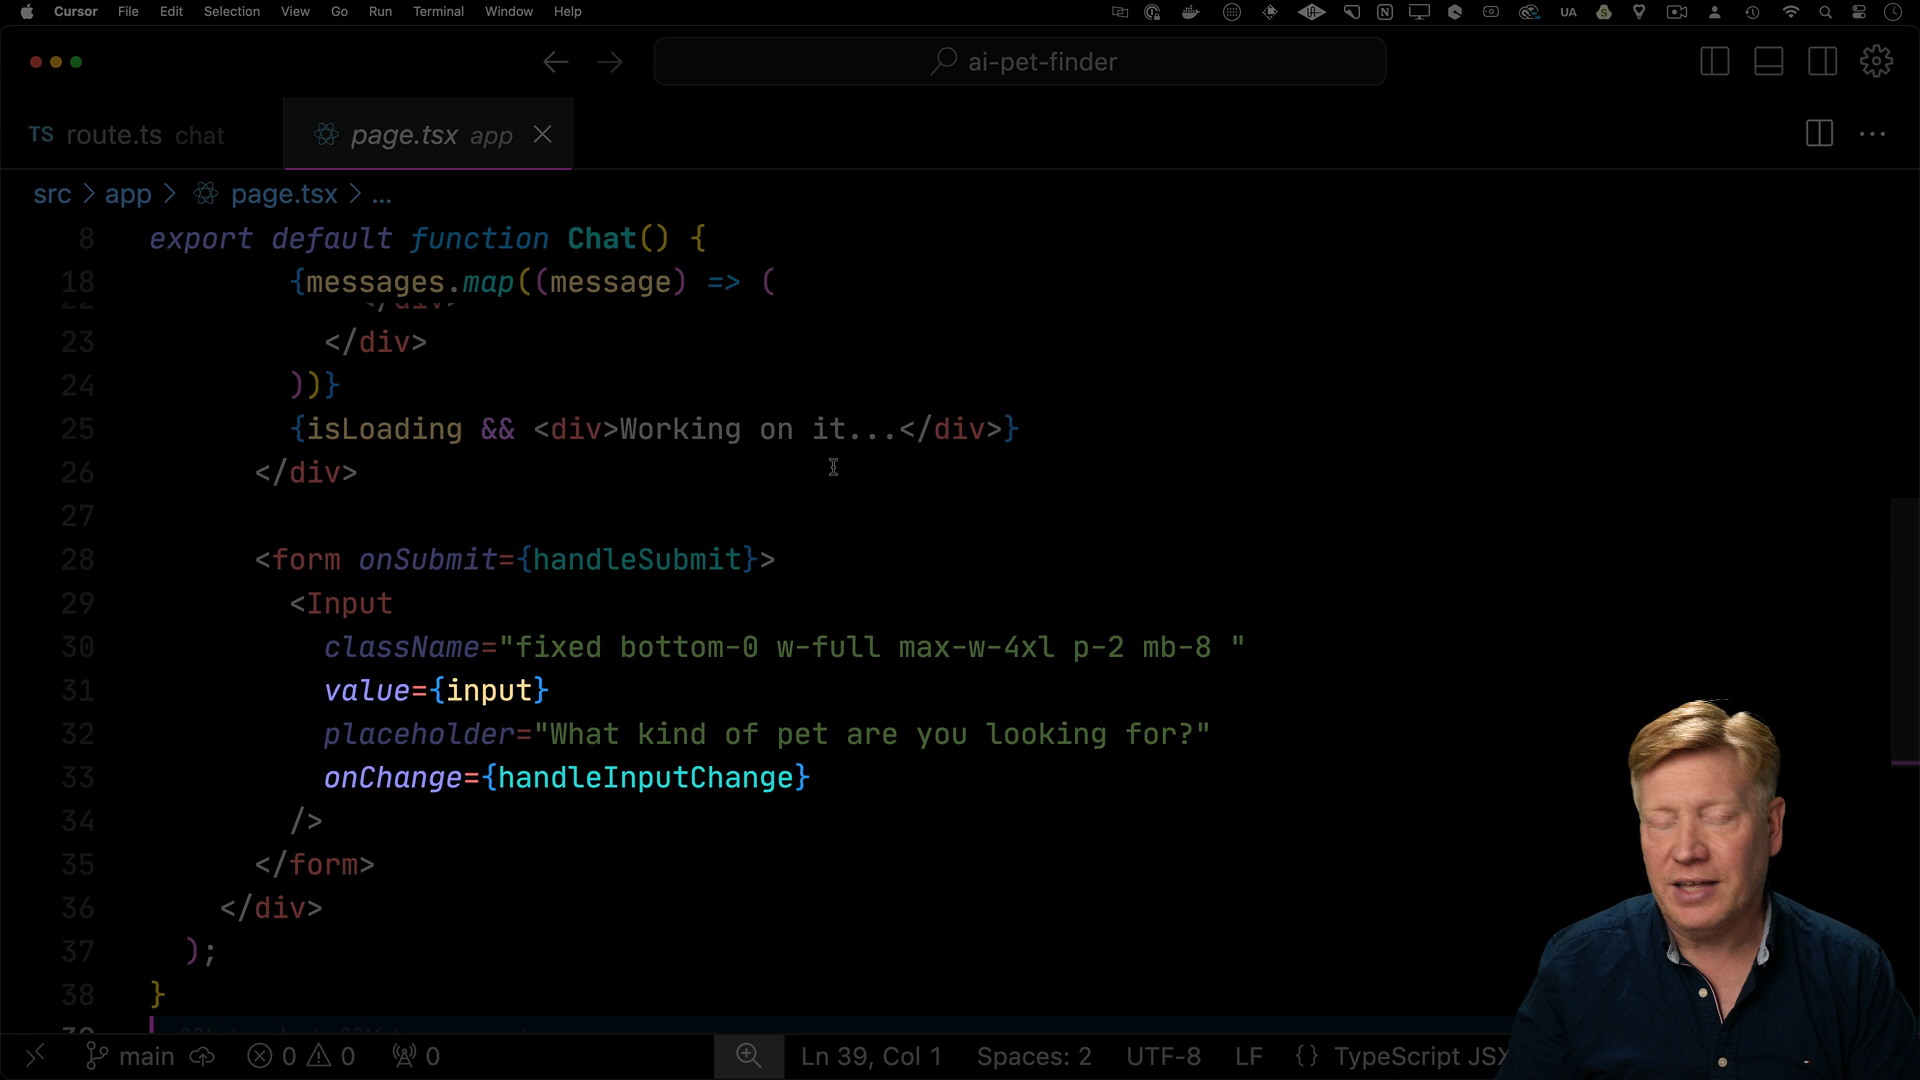 Cursor File Edit Selection View Go Run Terminal Window Help UA
ai-pet-finder
TS route.ts chat page.tsx app
src > app > page.tsx > ...
8 export default function Chat() {
18 {messages.map((message) => (
22 </div>
23 </div>
24 ))}
25 {isLoading && <div>Working on it...</div>}
26 </div>
27
28 <form onSubmit={handleSubmit}>
29 <Input
30 className="fixed bottom-0 w-full max-w-4xl p-2 mb-8 "
31 value={input}
32 placeholder="What kind of pet are you looking for?"
33 onChange={handleInputChange}
34 />
35 </form>
36 </div>
37 );
38 }
39
main 0 0 0 Ln 39, Col 1 Spaces: 2 UTF-8 LF {} TypeScript JSX